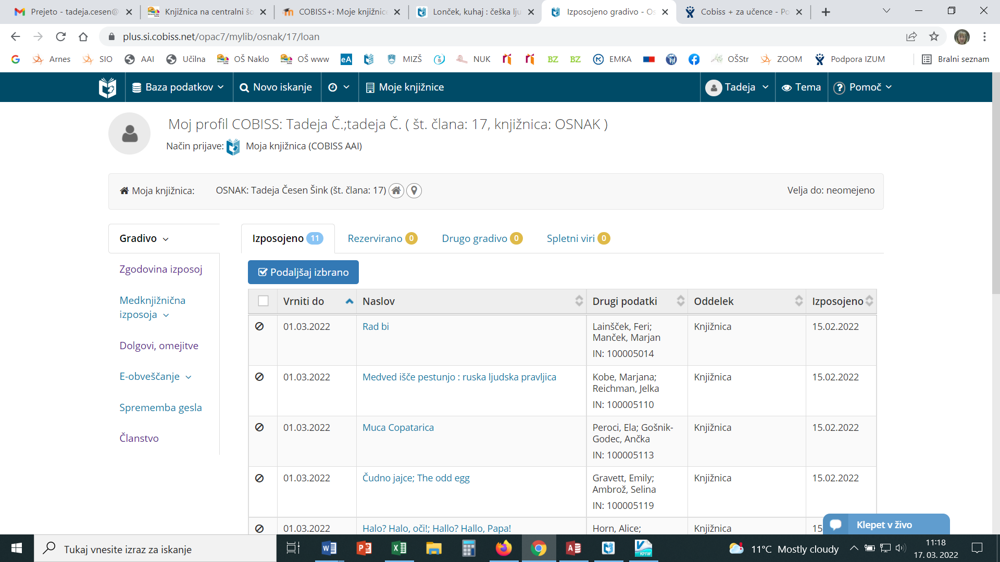 Prejeto - tadeja.cesen@
Knjižnica na centralni šo
COBISS+: Moje knjižnice
Lonček, kuhaj : češka lju
Izposojeno gradivo - Os
Cobiss + za učence - Po
plus.si.cobiss.net/opac7/mylib/osnak/17/loan
Arnes SIO AAI Učilna OŠ Naklo OŠ www eA MIZŠ NUK BZ BZ EMKA OŠStr ZOOM Podpora IZUM Bralni seznam
Baza podatkov Novo iskanje Moje knjižnice Tadeja Tema Pomoč
Moj profil COBISS: Tadeja Č.;tadeja Č. ( št. člana: 17, knjižnica: OSNAK )
Način prijave: Moja knjižnica (COBISS AAI)
Moja knjižnica: OSNAK: Tadeja Česen Šink (št. člana: 17) Velja do: neomejeno
Gradivo
Zgodovina izposoj
Medknjižnična
izposoja
Dolgovi, omejitve
E-obveščanje
Sprememba gesla
Članstvo
Izposojeno 11 Rezervirano 0 Drugo gradivo 0 Spletni viri 0
Podaljšaj izbrano
Vrniti do Naslov Drugi podatki Oddelek Izposojeno
01.03.2022 Rad bi Lainšček, Feri; Knjižnica 15.02.2022
Manček, Marjan
IN: 100005014
01.03.2022 Medved išče pestunjo : ruska ljudska pravljica Kobe, Marjana; Knjižnica 15.02.2022
Reichman, Jelka
IN: 100005110
01.03.2022 Muca Copatarica Peroci, Ela; Gošnik- Knjižnica 15.02.2022
Godec, Ančka
IN: 100005113
01.03.2022 Čudno jajce; The odd egg Gravett, Emily; Knjižnica 15.02.2022
Ambrož, Selina
IN: 100005119
01.03.2022 Halo? Halo, oči!; Hallo? Hallo, Papa! Horn, Alice; Knjižnica 15
Klepet v živo
Tukaj vnesite izraz za iskanje
KPFW
11°C Mostly cloudy
11:18
17. 03. 2022